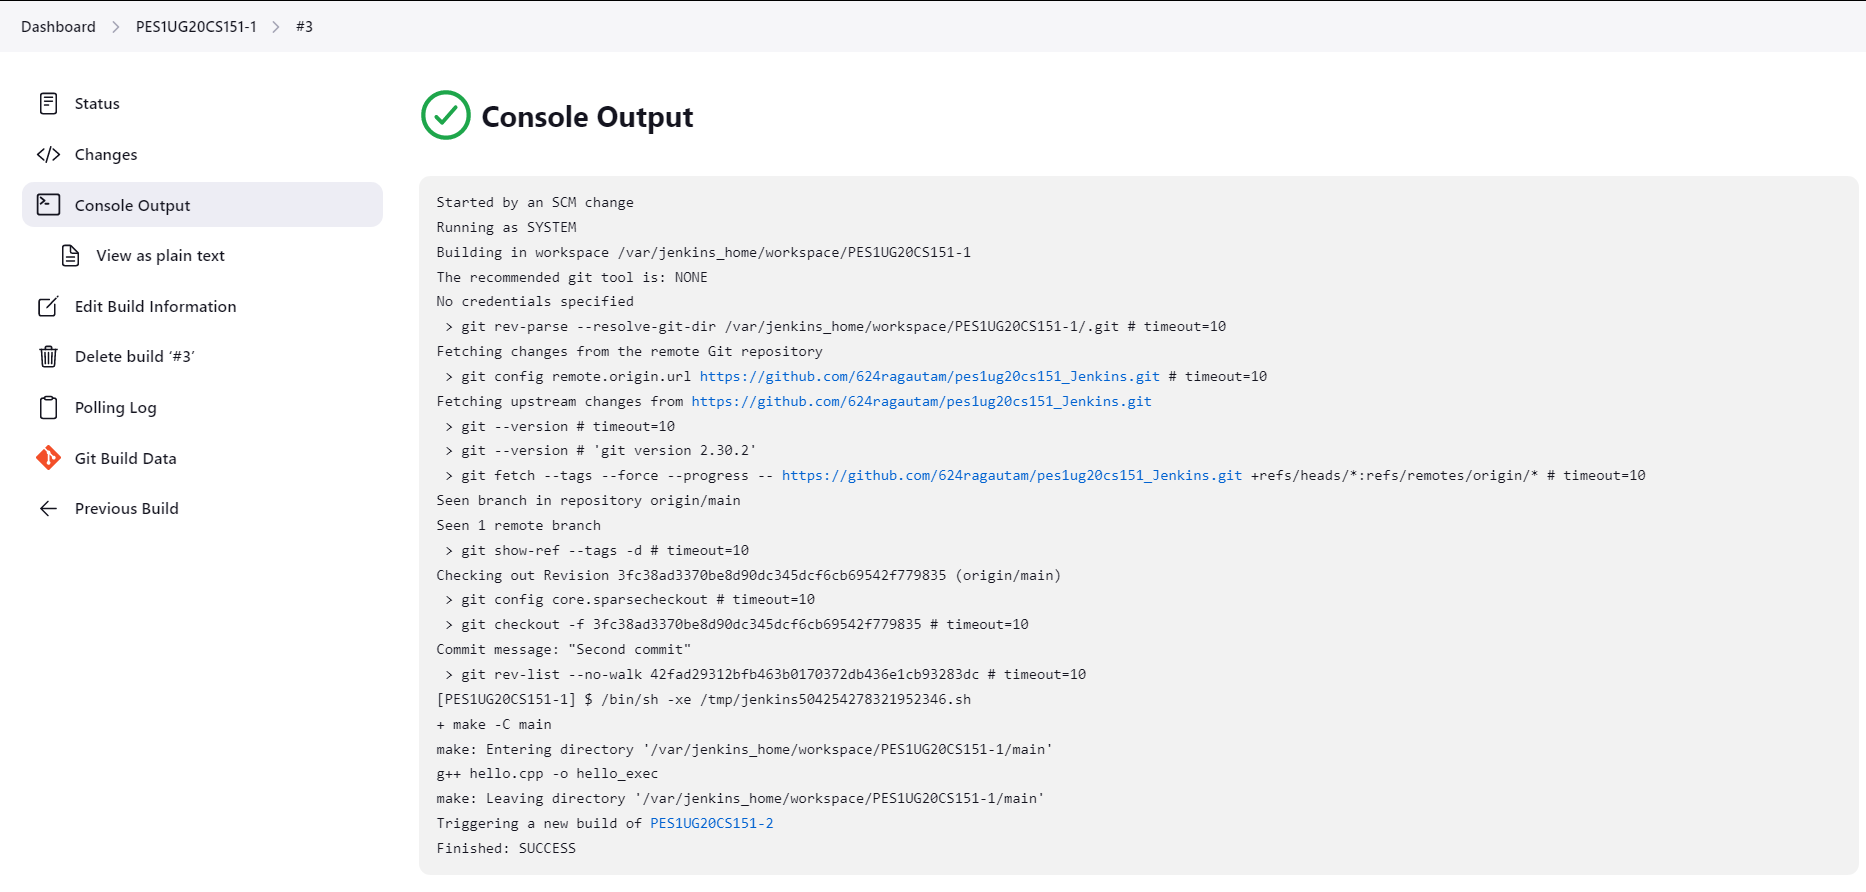 Dashboard > PES1UG20CS151-1 > #3
Status
Changes
Console Output
View as plain text
Edit Build Information
Delete build ‘#3’
Polling Log
Git Build Data
Previous Build
Console Output
Started by an SCM change
Running as SYSTEM
Building in workspace /var/jenkins_home/workspace/PES1UG20CS151-1
The recommended git tool is: NONE
No credentials specified
 > git rev-parse --resolve-git-dir /var/jenkins_home/workspace/PES1UG20CS151-1/.git # timeout=10
Fetching changes from the remote Git repository
 > git config remote.origin.url https://github.com/624ragautam/pes1ug20cs151_Jenkins.git # timeout=10
Fetching upstream changes from https://github.com/624ragautam/pes1ug20cs151_Jenkins.git
 > git --version # timeout=10
 > git --version # 'git version 2.30.2'
 > git fetch --tags --force --progress -- https://github.com/624ragautam/pes1ug20cs151_Jenkins.git +refs/heads/*:refs/remotes/origin/* # timeout=10
Seen branch in repository origin/main
Seen 1 remote branch
 > git show-ref --tags -d # timeout=10
Checking out Revision 3fc38ad3370be8d90dc345dcf6cb69542f779835 (origin/main)
 > git config core.sparsecheckout # timeout=10
 > git checkout -f 3fc38ad3370be8d90dc345dcf6cb69542f779835 # timeout=10
Commit message: "Second commit"
 > git rev-list --no-walk 42fad29312bfb463b0170372db436e1cb93283dc # timeout=10
[PES1UG20CS151-1] $ /bin/sh -xe /tmp/jenkins504254278321952346.sh
+ make -C main
make: Entering directory '/var/jenkins_home/workspace/PES1UG20CS151-1/main'
g++ hello.cpp -o hello_exec
make: Leaving directory '/var/jenkins_home/workspace/PES1UG20CS151-1/main'
Triggering a new build of PES1UG20CS151-2
Finished: SUCCESS